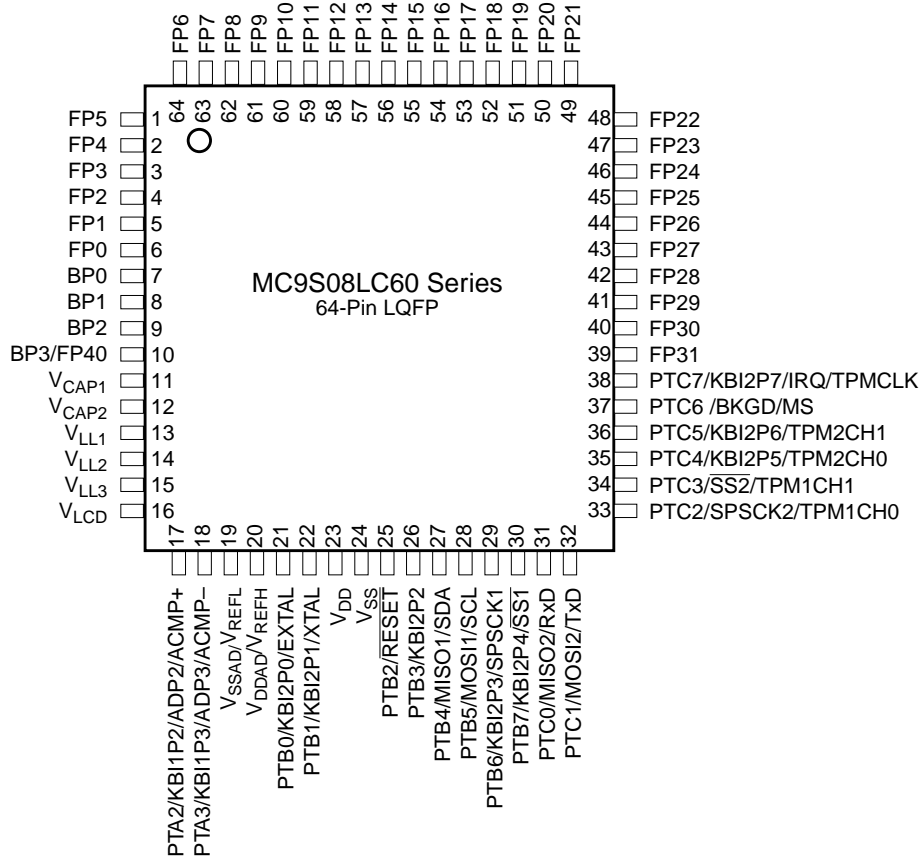 FP6
FP7
FP8
FP9
FP10
FP11
FP12
FP13
FP14
FP15
FP16
FP17
FP18
FP19
FP20
FP21
64
63
62
61
60
59
58
57
56
55
54
53
52
51
50
49
FP5 1
FP4 2
FP3 3
FP2 4
FP1 5
FP0 6
BP0 7
BP1 8
BP2 9
BP3/FP40 10
VCAP1 11
VCAP2 12
VLL1 13
VLL2 14
VLL3 15
VLCD 16
MC9S08LC60 Series
64-Pin LQFP
48 FP22
47 FP23
46 FP24
45 FP25
44 FP26
43 FP27
42 FP28
41 FP29
40 FP30
39 FP31
38 PTC7/KBI2P7/IRQ/TPMCLK
37 PTC6 /BKGD/MS
36 PTC5/KBI2P6/TPM2CH1
35 PTC4/KBI2P5/TPM2CH0
34 PTC3/SS2/TPM1CH1
33 PTC2/SPSCK2/TPM1CH0
17
18
19
20
21
22
23
24
25
26
27
28
29
30
31
32
PTA2/KBI1P2/ADP2/ACMP+
PTA3/KBI1P3/ADP3/ACMP–
VSSAD/VREFL
VDDAD/VREFH
PTB0/KBI2P0/EXTAL
PTB1/KBI2P1/XTAL
VDD
VSS
PTB2/RESET
PTB3/KBI2P2
PTB4/MISO1/SDA
PTB5/MOSI1/SCL
PTB6/KBI2P3/SPSCK1
PTB7/KBI2P4/SS1
PTC0/MISO2/RxD
PTC1/MOSI2/TxD